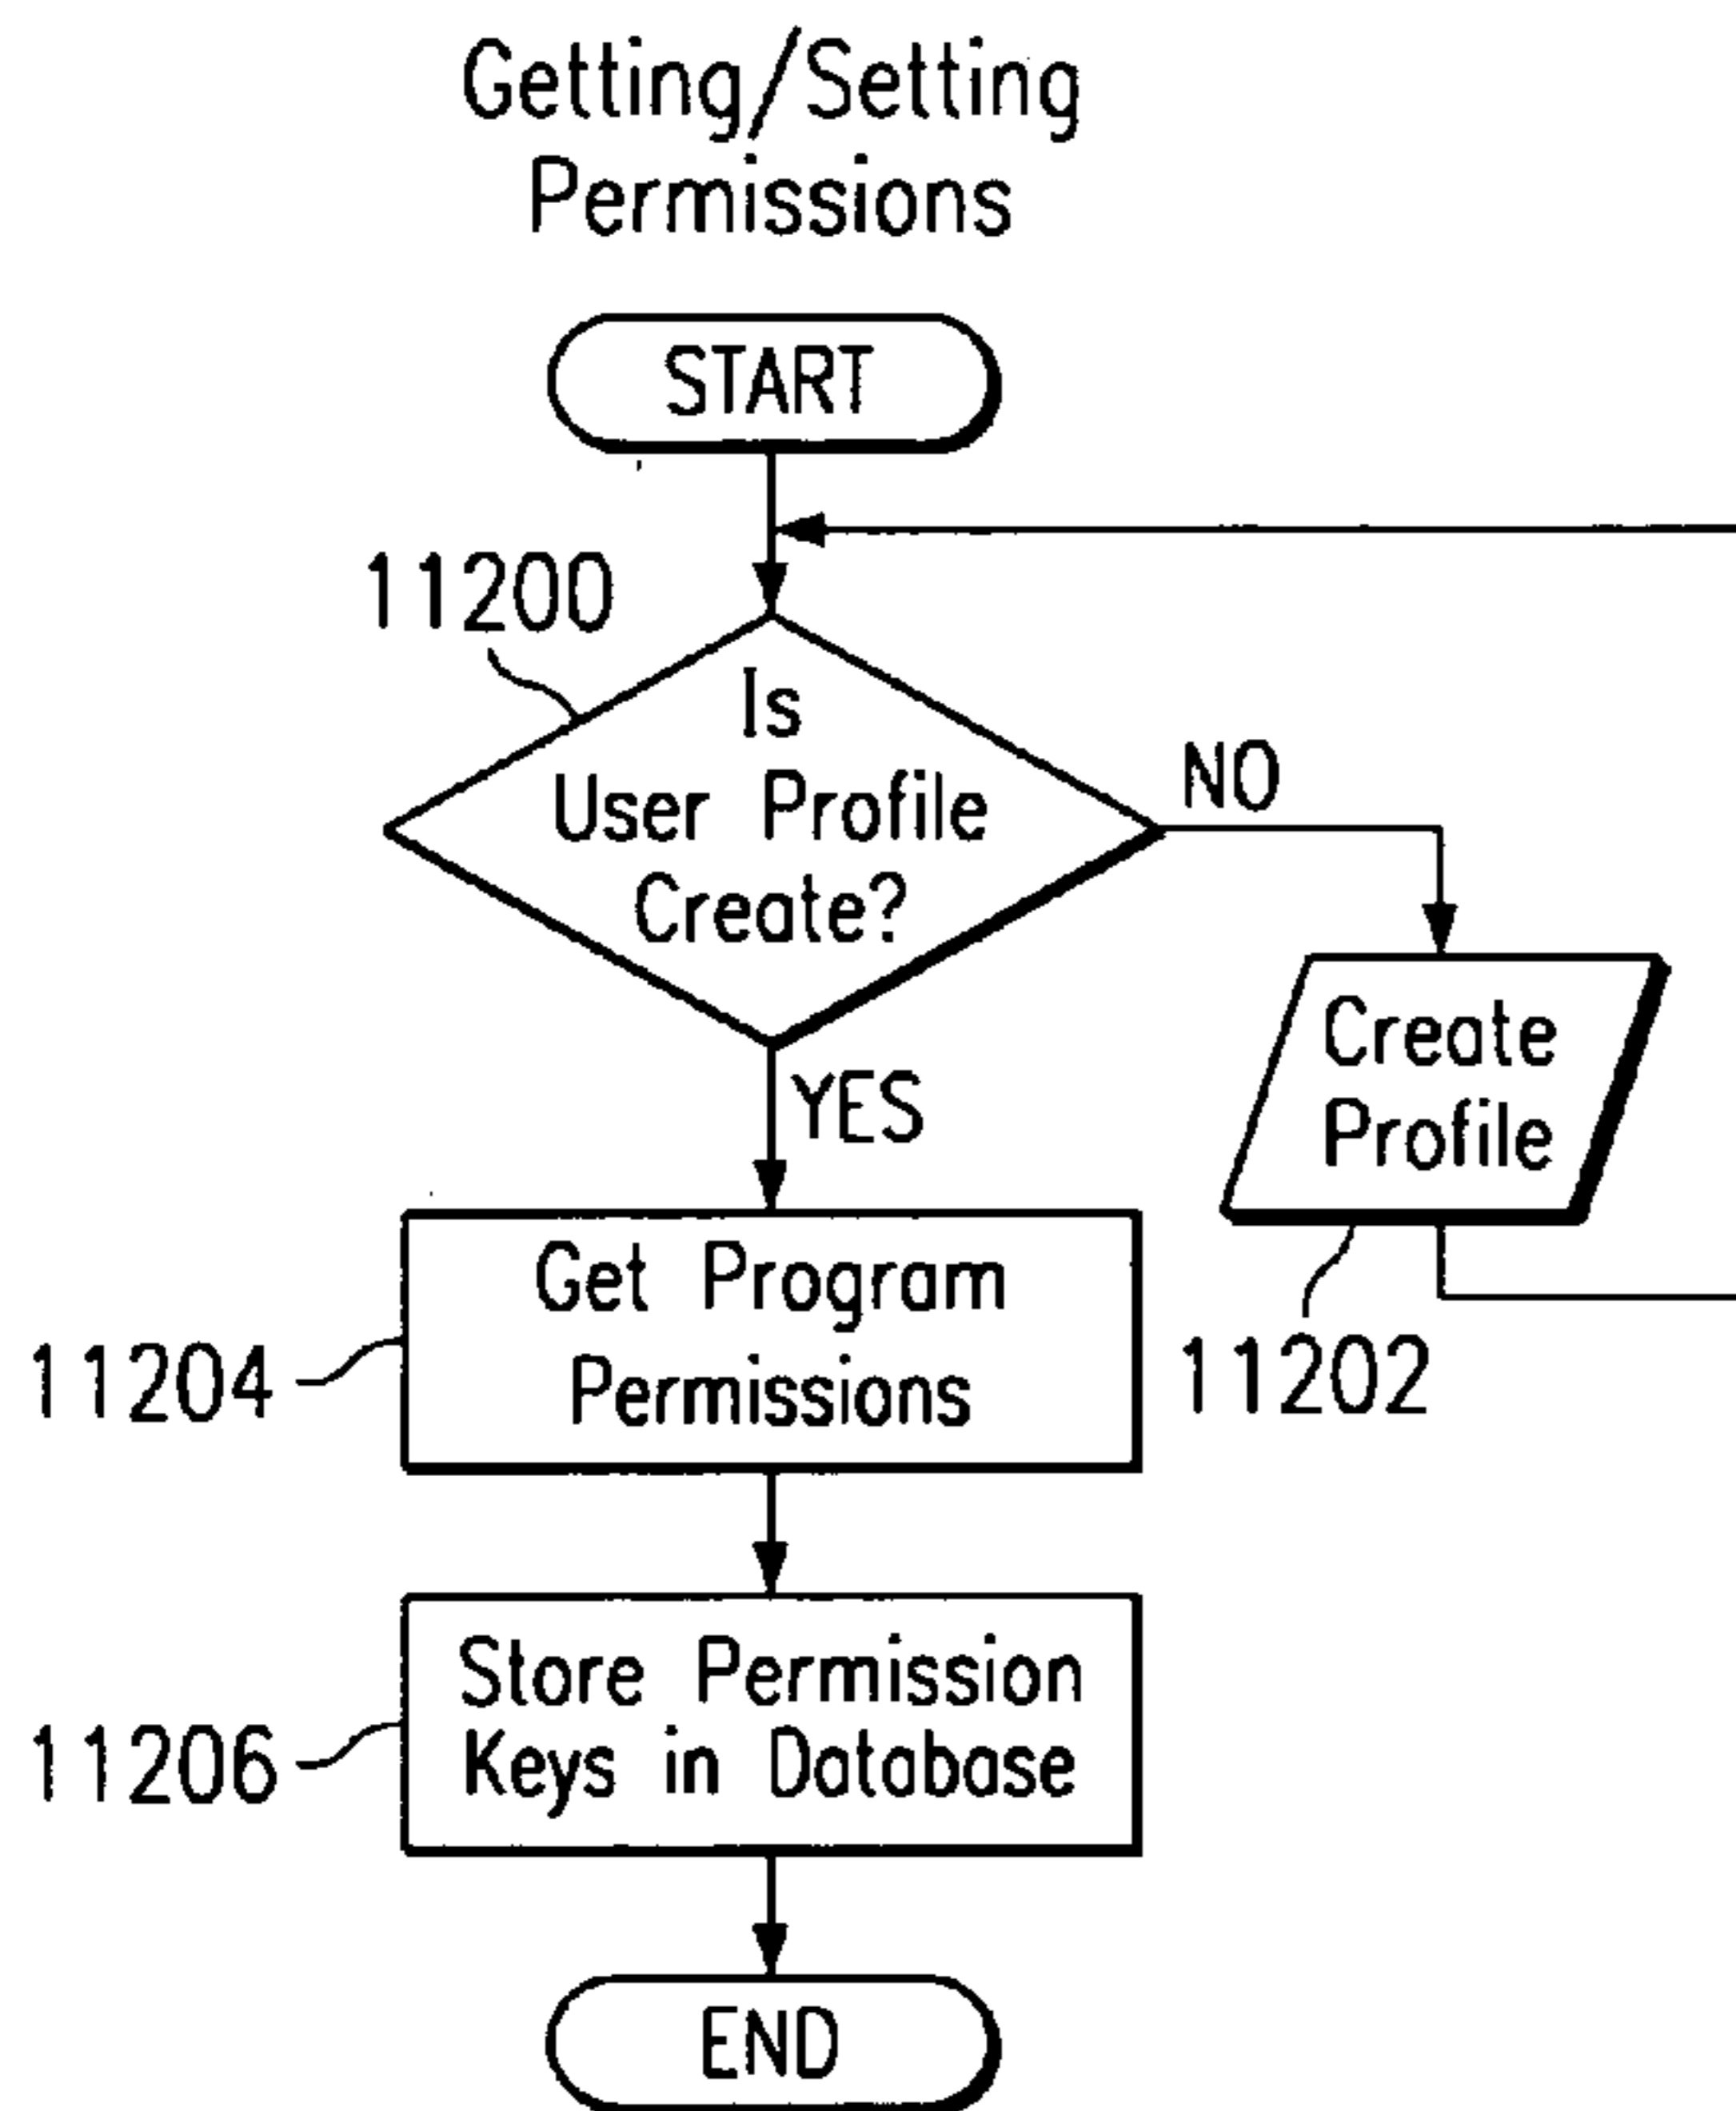 Getting/Setting
Permissions
START
11200
Is
User Profile
Create?
NO
YES
Create
Profile
11202
Get Program
Permissions
11204
Store Permission
Keys in Database
11206
END